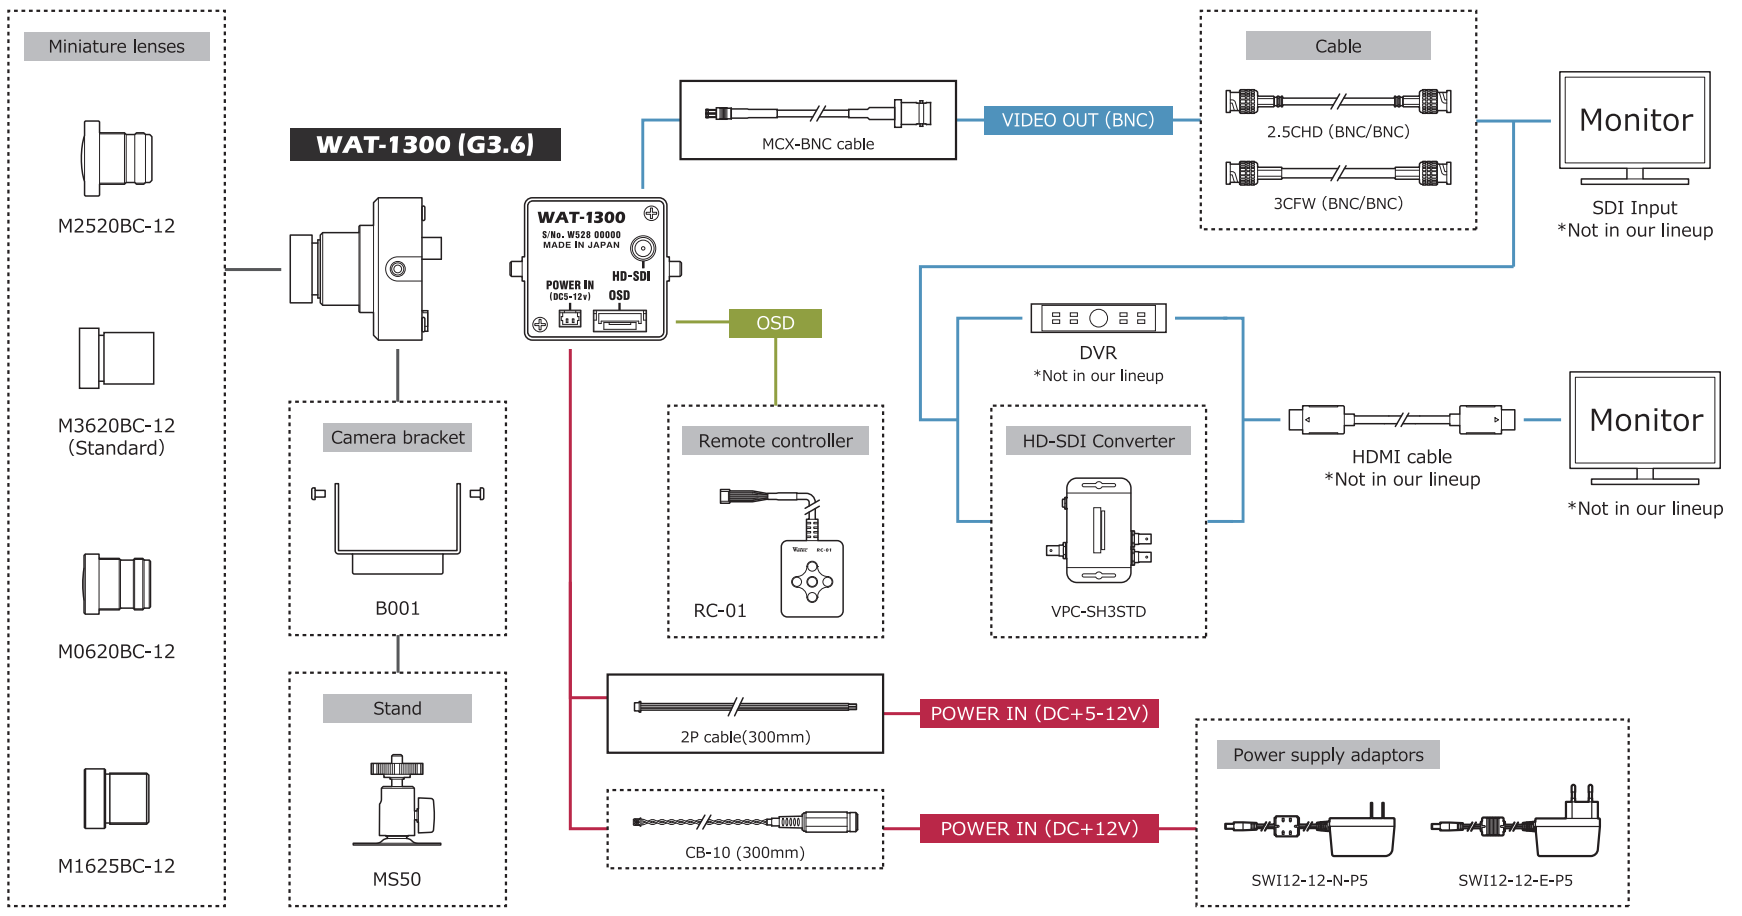 Miniature lenses
M2520BC-12
M3620BC-12
(Standard)
M0620BC-12
M1625BC-12
WAT-1300 (G3.6)
WAT-1300
S/No. W528 00000
MADE IN JAPAN
HD-SDI
POWER IN
(DC5-12v)
OSD
Camera bracket
B001
Stand
MS50
MCX-BNC cable
VIDEO OUT (BNC)
Cable
2.5CHD (BNC/BNC)
3CFW (BNC/BNC)
Monitor
SDI Input
*Not in our lineup
OSD
Remote controller
Watec RC-01
RC-01
DVR
*Not in our lineup
HD-SDI Converter
VPC-SH3STD
HDMI cable
*Not in our lineup
Monitor
*Not in our lineup
2P cable(300mm)
POWER IN (DC+5-12V)
CB-10 (300mm)
POWER IN (DC+12V)
Power supply adaptors
SWI12-12-N-P5
SWI12-12-E-P5